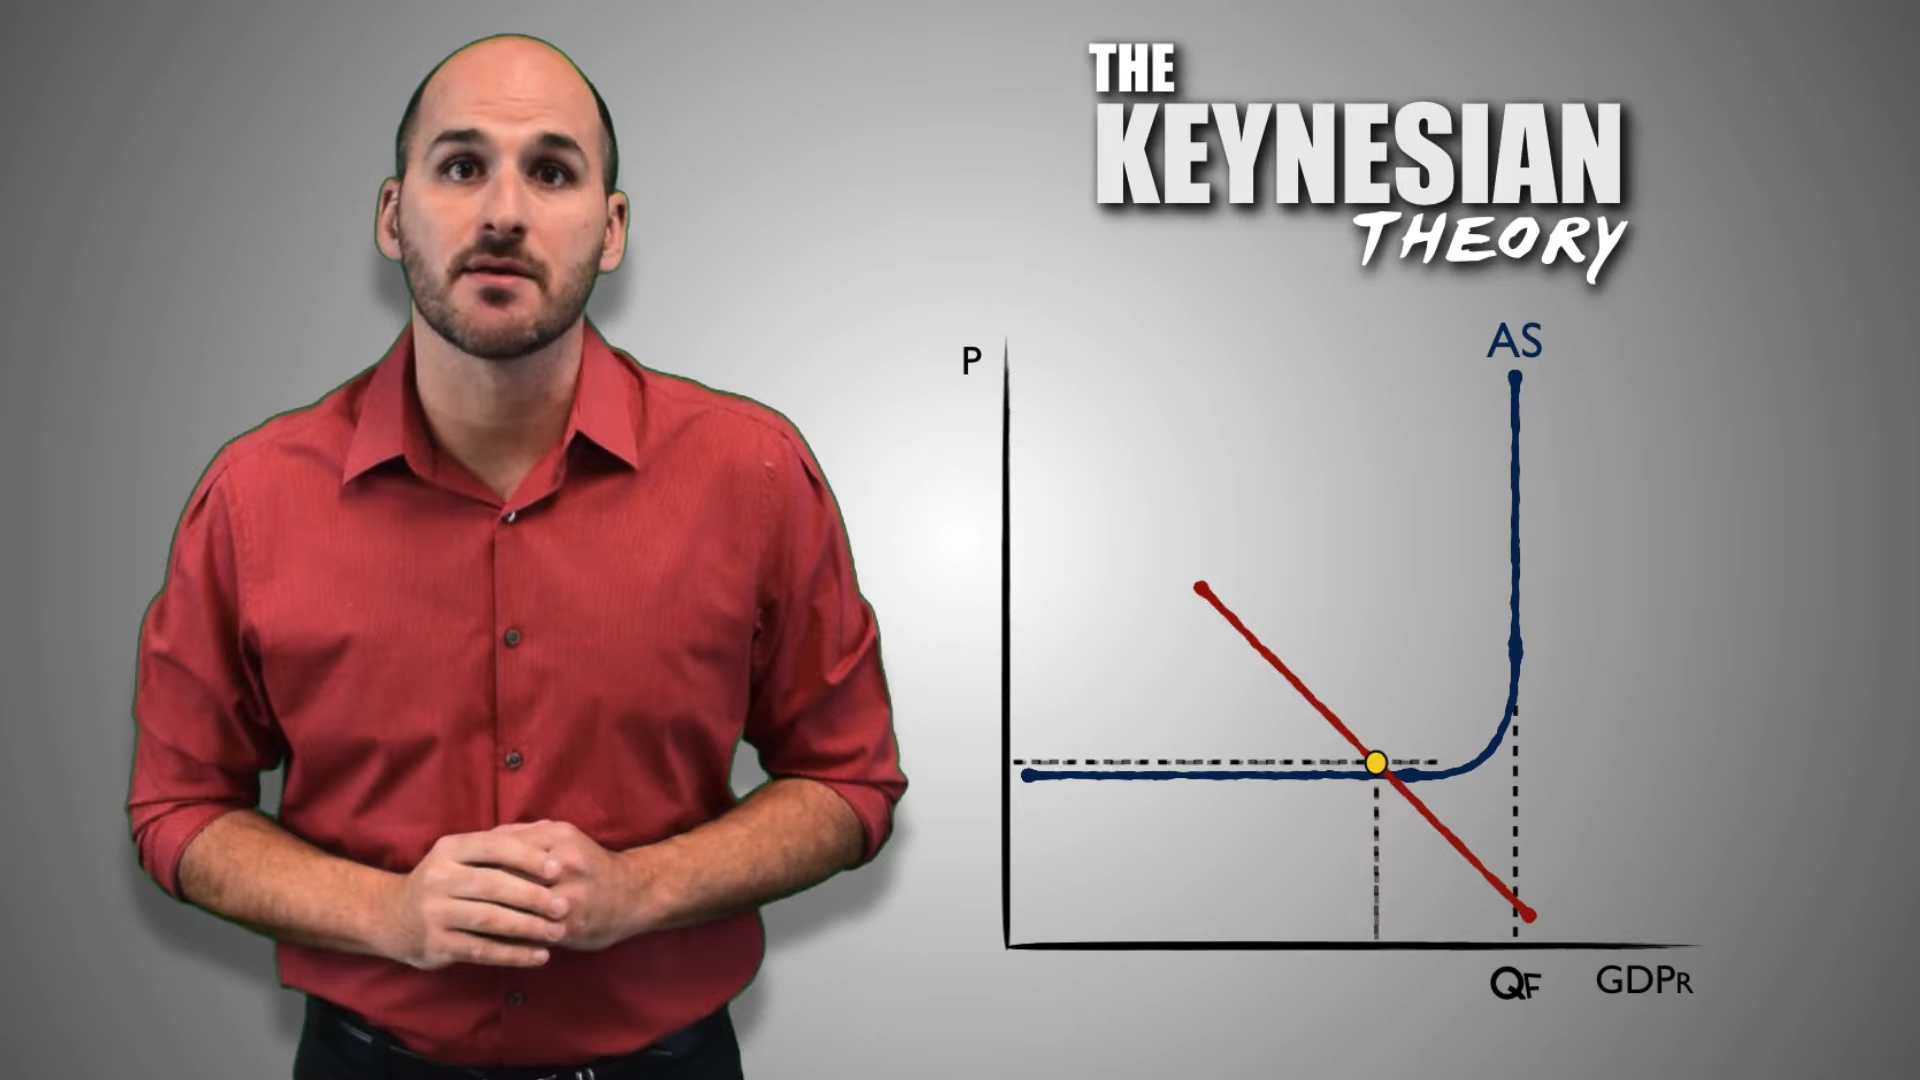 THE
KEYNESIAN
THEORY
AS
P
QF
GDPR